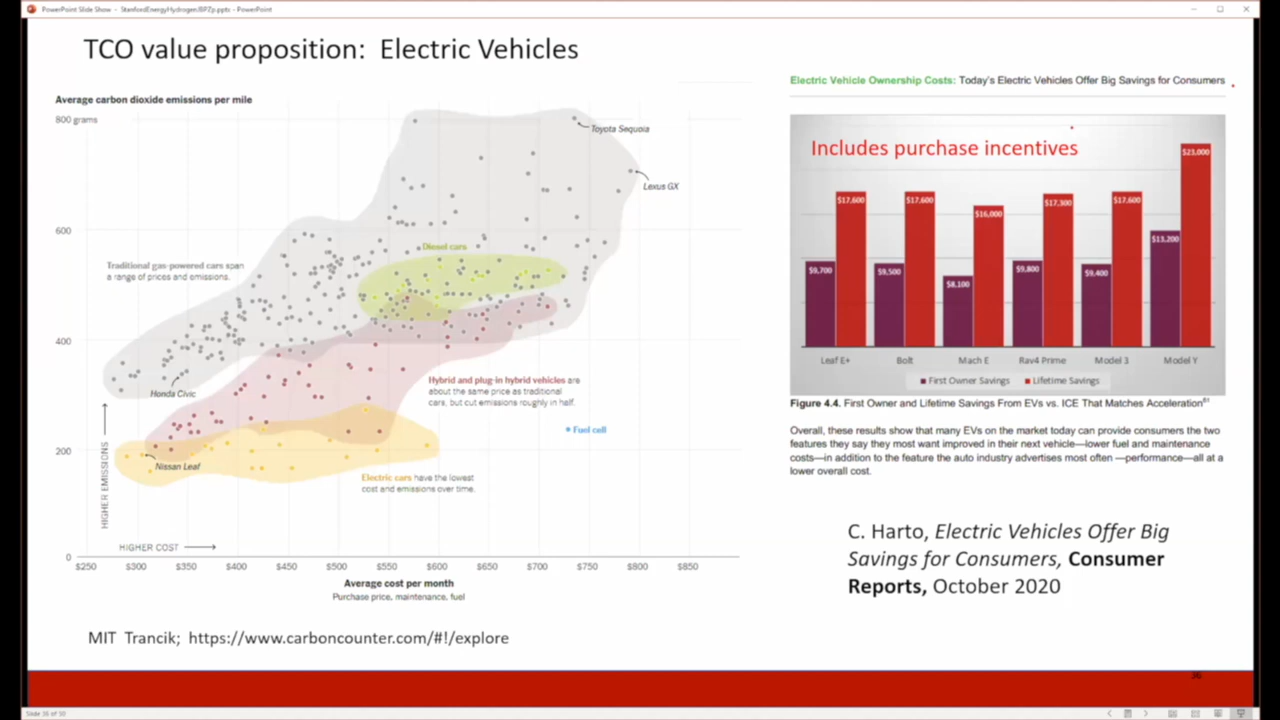 PowerPoint Slide Show - StanfordEnergyHydrogenJBPZp.ppts - PowerPoint
TCO value proposition: Electric Vehicles
Average carbon dioxide emissions per mile
800 grams
600
400
200
0
Toyota Sequoia
Lexus GX
Diesel cars
Traditional gas-powered cars span
a range of prices and emissions.
Honda Civic
Hybrid and plug-in hybrid vehicles are
about the same price as traditional
cars, but cut emissions roughly in half.
Fuel cell
Nissan Leaf
Electric cars have the lowest
cost and emissions over time.
HIGHER EMISSIONS
HIGHER COST
$250 $300 $350 $400 $450 $500 $550 $600 $650 $700 $750 $800 $850
Average cost per month
Purchase price, maintenance, fuel
MIT Trancik; https://www.carboncounter.com/#!/explore
Electric Vehicle Ownership Costs: Today's Electric Vehicles Offer Big Savings for Consumers
Includes purchase incentives
$9,700 $17,600 $9,500 $17,600 $8,100 $16,000 $9,800 $17,300 $9,400 $17,600 $13,200 $23,000
Leaf E+ Bolt Mach E Rav4 Prime Model 3 Model Y
First Owner Savings Lifetime Savings
Figure 4.4. First Owner and Lifetime Savings From EVs vs. ICE That Matches Acceleration
Overall, these results show that many EVs on the market today can provide consumers the two
features they say they most want improved in their next vehicle—lower fuel and maintenance
costs—in addition to the feature the auto industry advertises most often —performance—all at a
lower overall cost.
C. Harto, Electric Vehicles Offer Big
Savings for Consumers, Consumer
Reports, October 2020
36